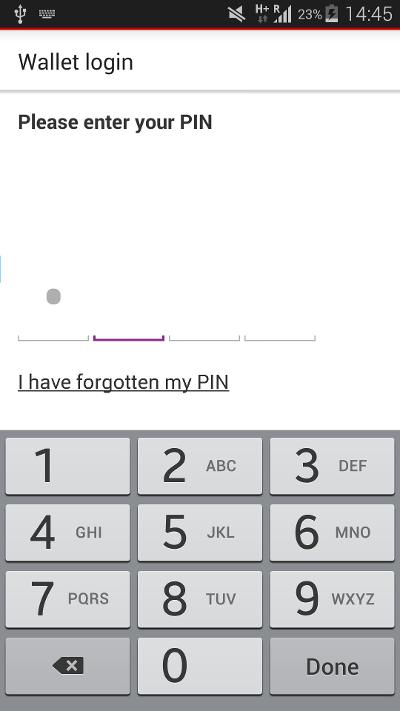 H+ R 23% 14:45
Wallet login
Please enter your PIN
I have forgotten my PIN
1 2 ABC 3 DEF
4 GHI 5 JKL 6 MNO
7 PQRS 8 TUV 9 WXYZ
0 Done